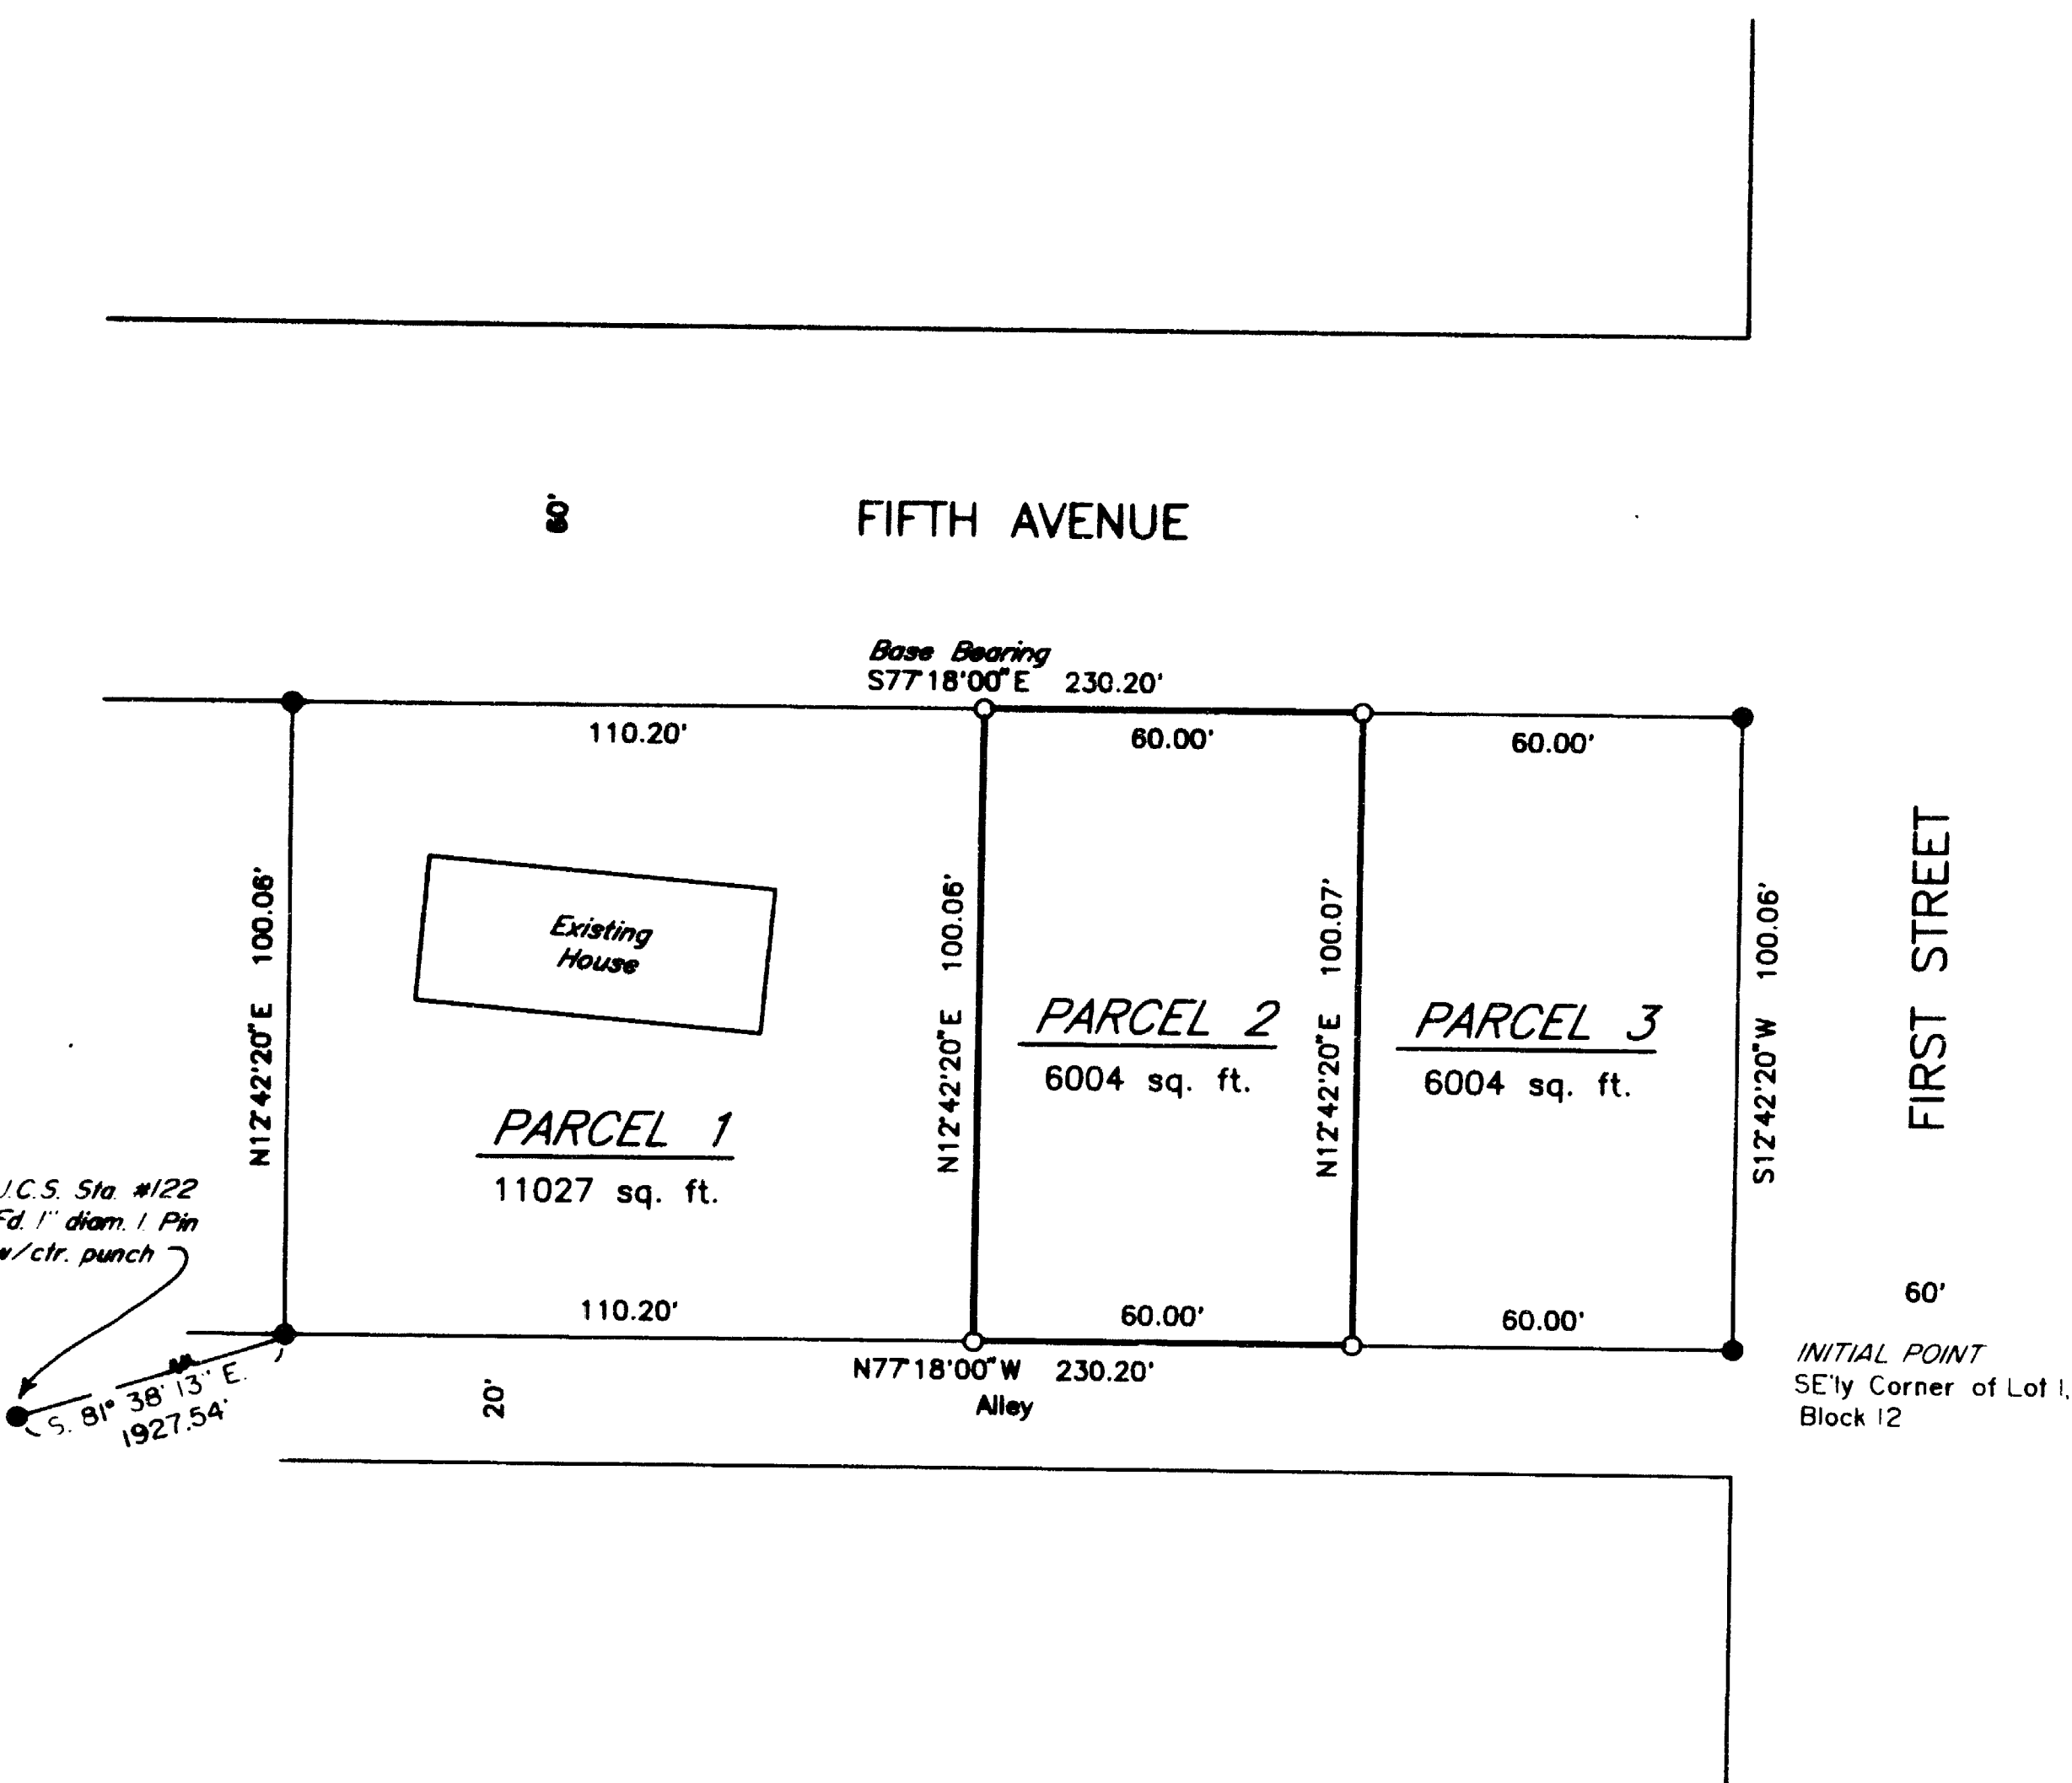 60'
FIFTH AVENUE
Base Bearing
S77°18'00"E 230.20'
110.20'
60.00'
60.00'
N12°42'20"E 100.06'
Existing
House
N12°42'20"E 100.06'
N12°42'20"E 100.07'
S12°42'20"W 100.06'
FIRST STREET
60'
PARCEL 1
11027 sq. ft.
PARCEL 2
6004 sq. ft.
PARCEL 3
6004 sq. ft.
.C.S. Sta. #122
Fd. 1" diam. I. Pin
w/ctr. punch
110.20'
60.00'
60.00'
S. 81° 38' 13" E.
1927.54'
20'
N77°18'00"W 230.20'
Alley
INITIAL POINT
SE'ly Corner of Lot 1,
Block 12